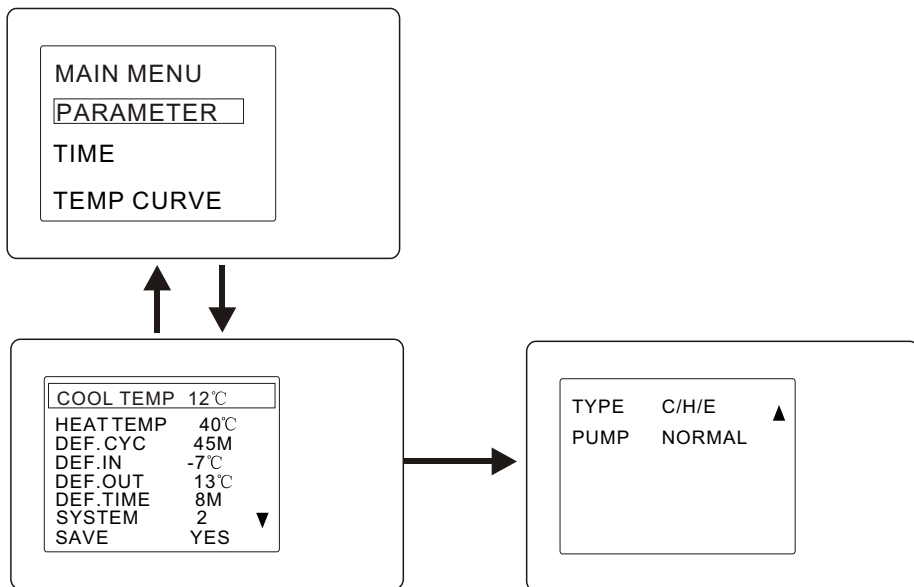 MAIN MENU
PARAMETER
TIME
TEMP CURVE
COOL TEMP 12℃
HEAT TEMP 40℃
DEF.CYC 45M
DEF.IN -7℃
DEF.OUT 13℃
DEF.TIME 8M
SYSTEM 2 ▼
SAVE YES
TYPE C/H/E ▲
PUMP NORMAL